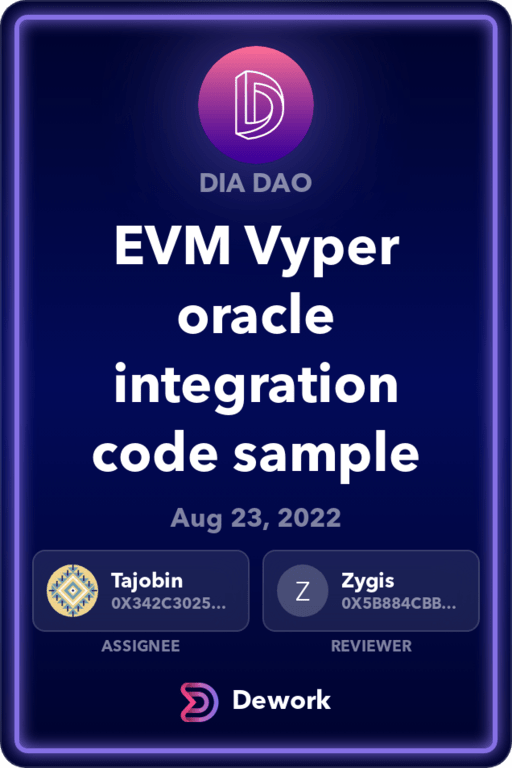 DIA DAO
EVM Vyper
oracle
integration
code sample
Aug 23, 2022
Tajobin
0X342C3025...
ASSIGNEE
Z
Zygis
0X5B884CBB...
REVIEWER
Dework